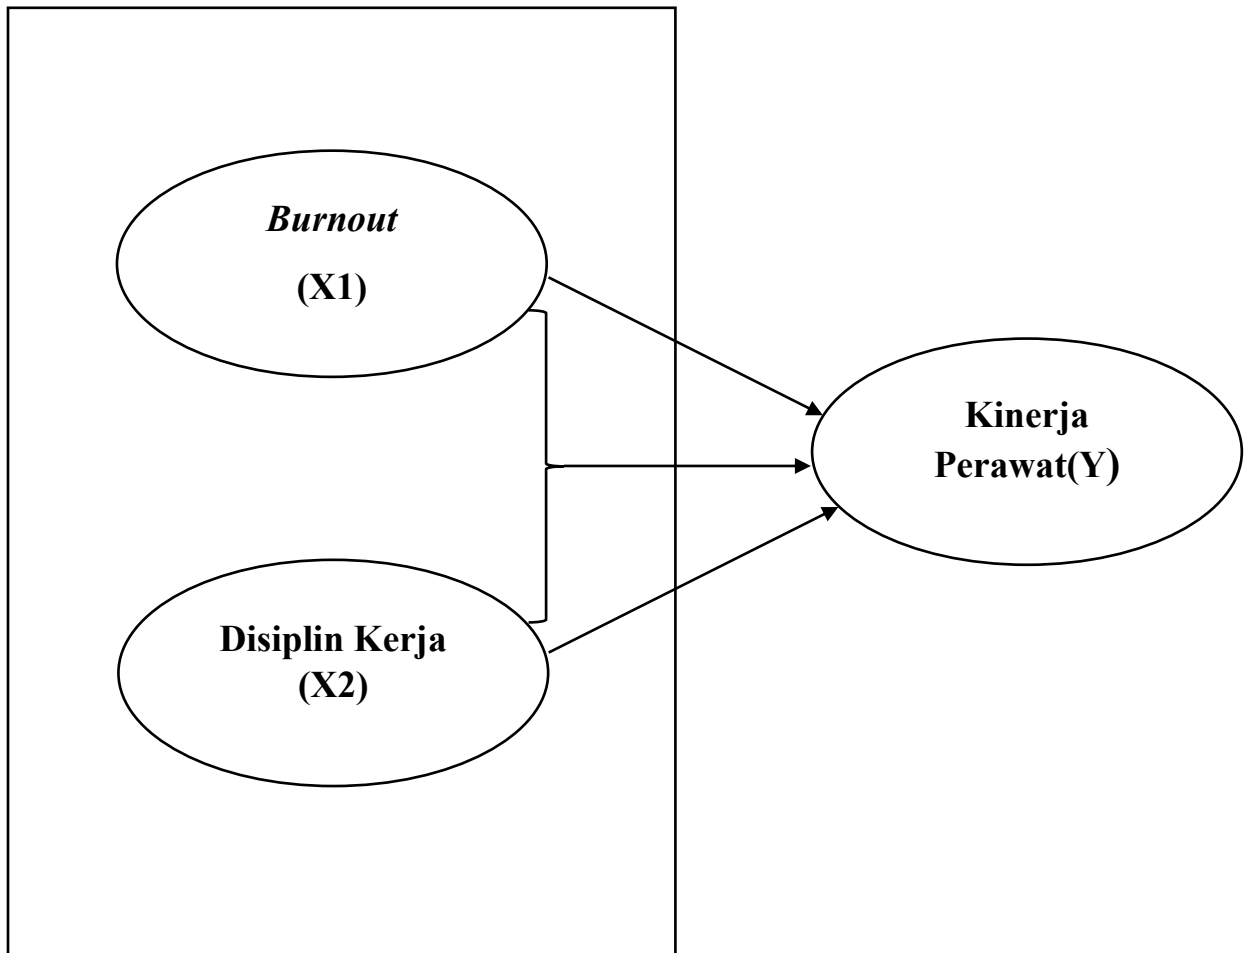 Burnout
(X1)
Kinerja
Perawat(Y)
Disiplin Kerja
(X2)